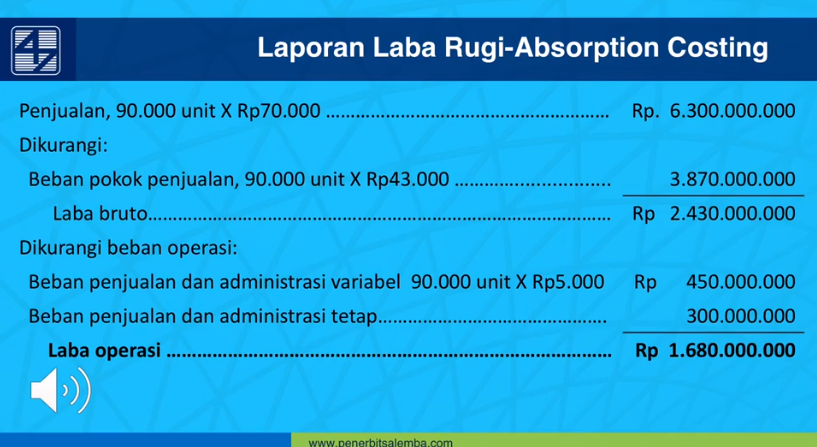 Laporan Laba Rugi-Absorption Costing
Penjualan, 90.000 unit X Rp70.000 ................................................ Rp. 6.300.000.000
Dikurangi:
Beban pokok penjualan, 90.000 unit X Rp43.000 ................................ 3.870.000.000
Laba bruto................................................................................ Rp 2.430.000.000
Dikurangi beban operasi:
Beban penjualan dan administrasi variabel 90.000 unit X Rp5.000 Rp 450.000.000
Beban penjualan dan administrasi tetap....................................... 300.000.000
Laba operasi ............................................................................ Rp 1.680.000.000
www.penerbitsalemba.com